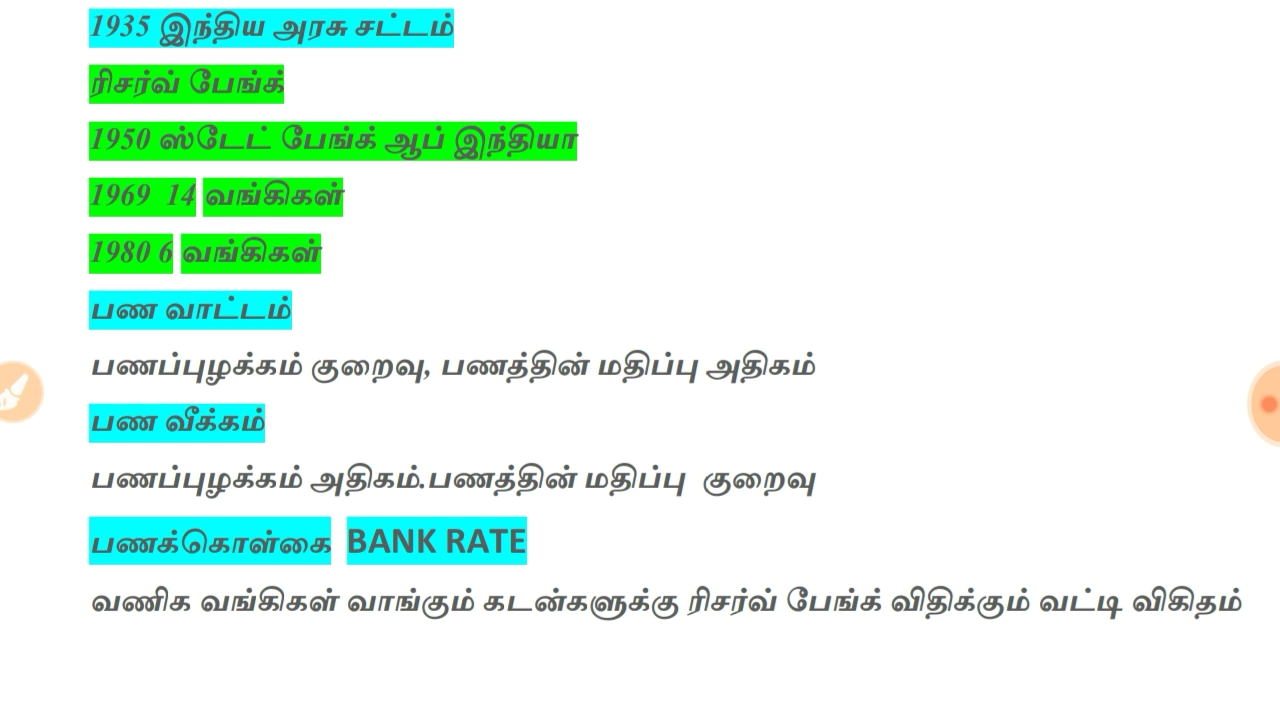 1935 இந்திய அரசு சட்டம்
ரிசர்வ் பேங்க்
1950 ஸ்டேட் பேங்க் ஆப் இந்தியா
1969 14 வங்கிகள்
1980 6 வங்கிகள்
பண வாட்டம்
பணப்புழக்கம் குறைவு, பணத்தின் மதிப்பு அதிகம்
பண வீக்கம்
பணப்புழக்கம் அதிகம்.பணத்தின் மதிப்பு குறைவு
பணக்கொள்கை BANK RATE
வணிக வங்கிகள் வாங்கும் கடன்களுக்கு ரிசர்வ் பேங்க் விதிக்கும் வட்டி விகிதம்